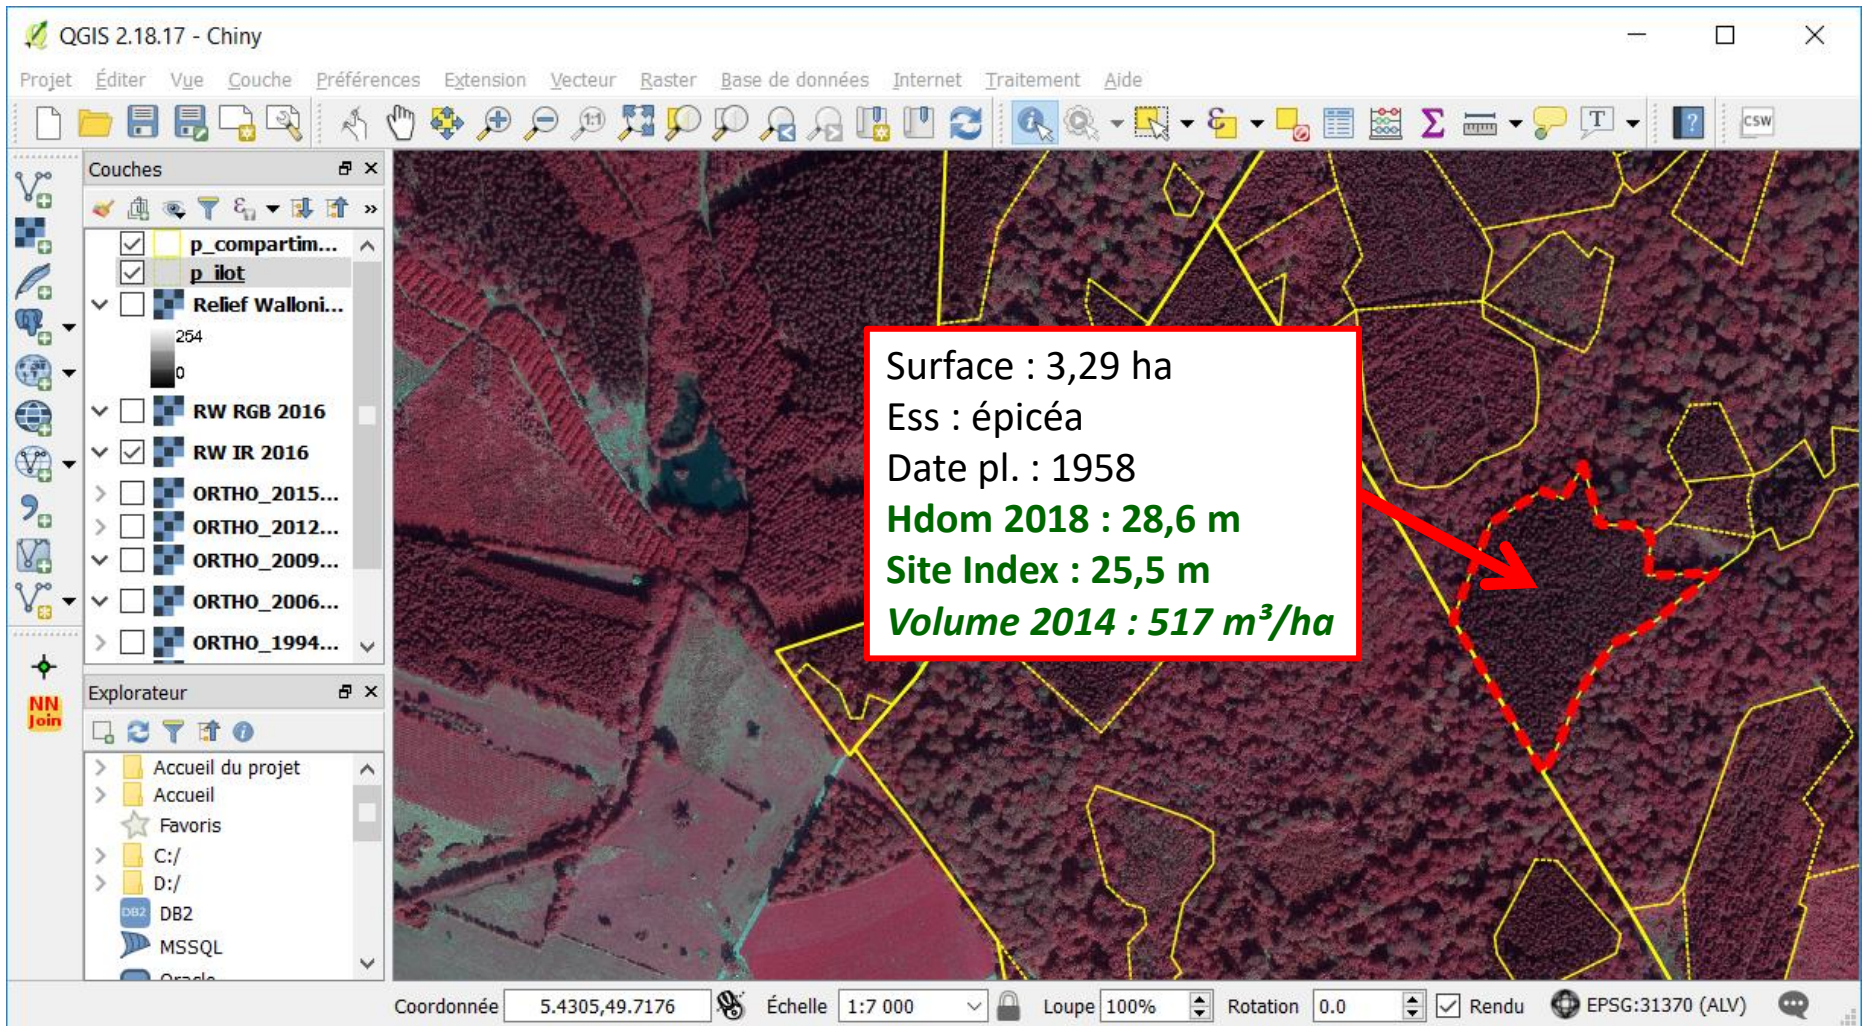 QGIS 2.18.17 - Chiny
Projet Éditer Vue Couche Préférences Extension Vecteur Raster Base de données Internet Traitement Aide
1:1
ε
Σ
T
?
CSW
Couches
ε
»
p_compartim...
p_ilot
Relief Walloni...
254
0
RW RGB 2016
RW IR 2016
ORTHO_2015...
ORTHO_2012...
ORTHO_2009...
ORTHO_2006...
ORTHO_1994...
NN
Join
Explorateur
Accueil du projet
Accueil
Favoris
C:/
D:/
DB2 DB2
MSSQL
Oracle
Surface : 3,29 ha
Ess : épicéa
Date pl. : 1958
Hdom 2018 : 28,6 m
Site Index : 25,5 m
Volume 2014 : 517 m³/ha
Coordonnée 5.4305,49.7176 Échelle 1:7 000 Loupe 100% Rotation 0.0 Rendu EPSG:31370 (ALV)